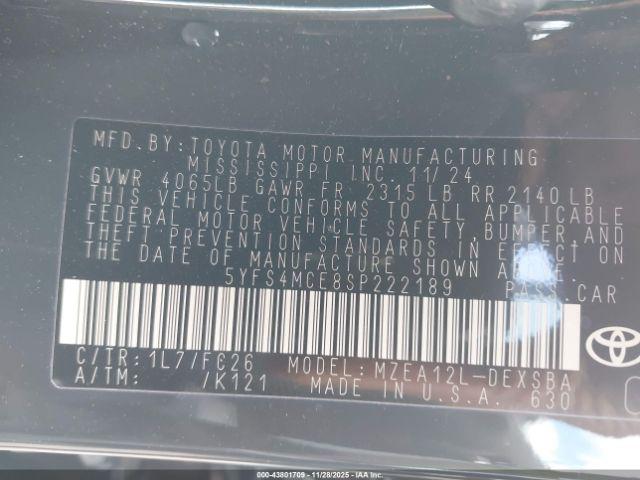 MFD. BY: TOYOTA MOTOR MANUFACTURING
MISSISSIPPI INC. 11/24
GVWR 4065LB GAWR FR 2315 LB RR 2140 LB
THIS VEHICLE CONFORMS TO ALL APPLICABLE
FEDERAL MOTOR VEHICLE SAFETY, BUMPER AND
THEFT PREVENTION STANDARDS IN EFFECT ON
THE DATE OF MANUFACTURE SHOWN ABOVE.
5YFS4MCE8SP222189 PASS. CAR
C/TR: 1L7/FC26 MODEL: MZEA12L-DEXSBA
A/TM: /K121 MADE IN U.S.A. 630
TOYOTA
000-43801709 - 11/28/2025 - IAAI.COM